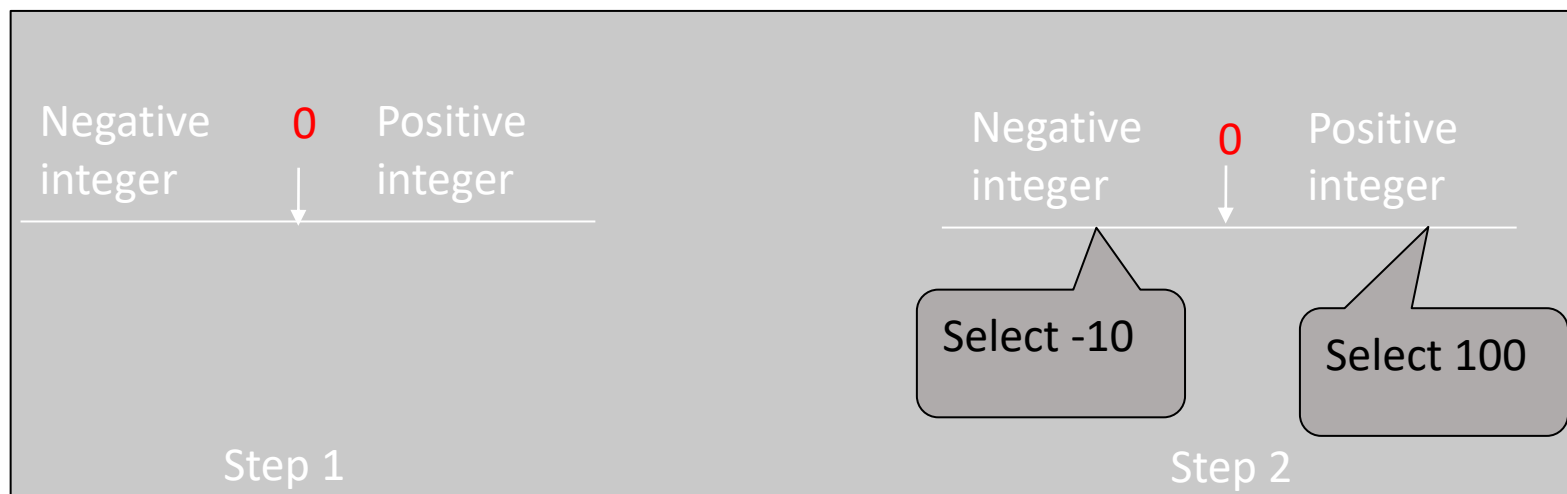 Negative 0 Positive
integer integer
Step 1
Negative 0 Positive
integer integer
Select -10
Select 100
Step 2